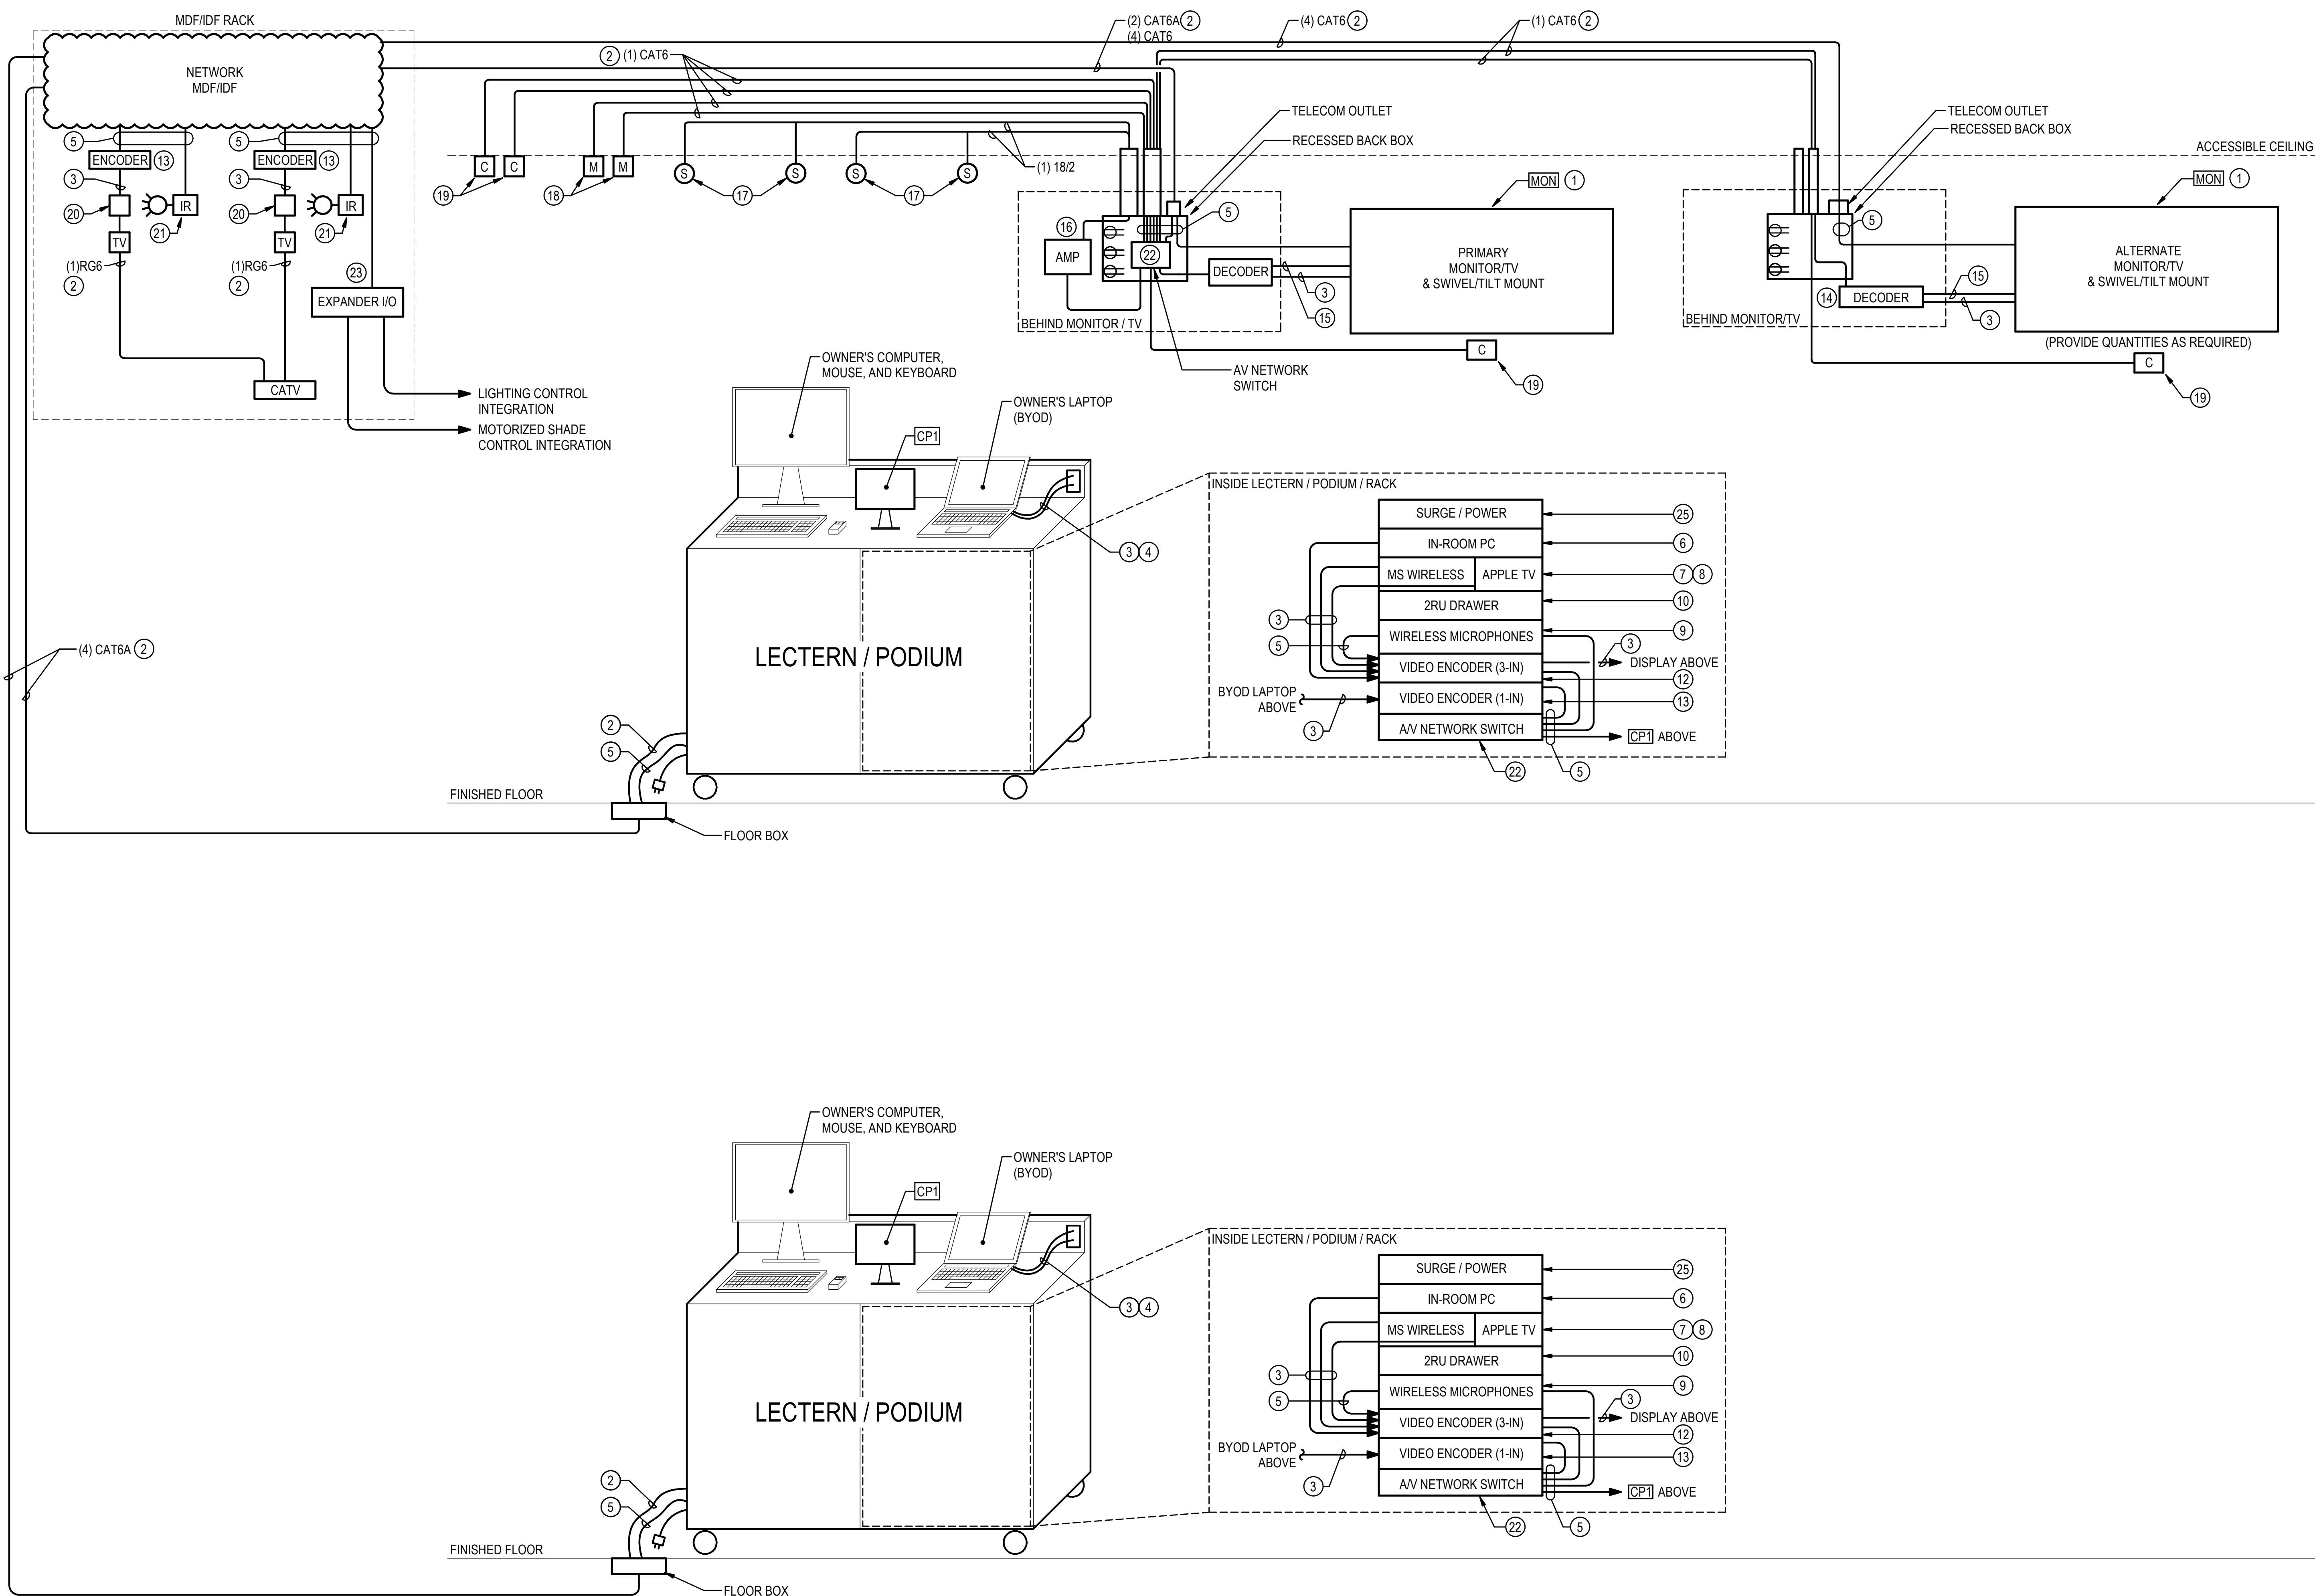 MDF/IDF RACK
NETWORK
MDF/IDF
5
5
ENCODER 13
ENCODER 13
3
3
20
20
IR
IR
21
21
TV
TV
(1)RG6
2
(1)RG6
2
23
EXPANDER I/O
CATV
LIGHTING CONTROL
INTEGRATION
MOTORIZED SHADE
CONTROL INTEGRATION
2 (1) CAT6
(2) CAT6A 2
(4) CAT6
(4) CAT6 2
(1) CAT6 2
C
C
M
M
S
S
S
S
19
18
17
17
(1) 18/2
TELECOM OUTLET
RECESSED BACK BOX
TELECOM OUTLET
RECESSED BACK BOX
ACCESSIBLE CEILING
16
AMP
5
22
DECODER
BEHIND MONITOR / TV
3
15
MON 1
PRIMARY
MONITOR/TV
& SWIVEL/TILT MOUNT
C
19
AV NETWORK
SWITCH
5
14
DECODER
BEHIND MONITOR/TV
15
3
MON 1
ALTERNATE
MONITOR/TV
& SWIVEL/TILT MOUNT
(PROVIDE QUANTITIES AS REQUIRED)
C
19
(4) CAT6A 2
OWNER'S COMPUTER,
MOUSE, AND KEYBOARD
CP1
OWNER'S LAPTOP
(BYOD)
3 4
LECTERN / PODIUM
2
5
FINISHED FLOOR
FLOOR BOX
INSIDE LECTERN / PODIUM / RACK
SURGE / POWER
25
IN-ROOM PC
6
MS WIRELESS
APPLE TV
7 8
2RU DRAWER
10
WIRELESS MICROPHONES
9
3
5
3
VIDEO ENCODER (3-IN)
DISPLAY ABOVE
12
BYOD LAPTOP
ABOVE
VIDEO ENCODER (1-IN)
13
3
A/V NETWORK SWITCH
CP1 ABOVE
22
5
OWNER'S COMPUTER,
MOUSE, AND KEYBOARD
CP1
OWNER'S LAPTOP
(BYOD)
3 4
LECTERN / PODIUM
2
5
FINISHED FLOOR
FLOOR BOX
INSIDE LECTERN / PODIUM / RACK
SURGE / POWER
25
IN-ROOM PC
6
MS WIRELESS
APPLE TV
7 8
2RU DRAWER
10
WIRELESS MICROPHONES
9
3
5
3
VIDEO ENCODER (3-IN)
DISPLAY ABOVE
12
BYOD LAPTOP
ABOVE
VIDEO ENCODER (1-IN)
13
3
A/V NETWORK SWITCH
CP1 ABOVE
22
5